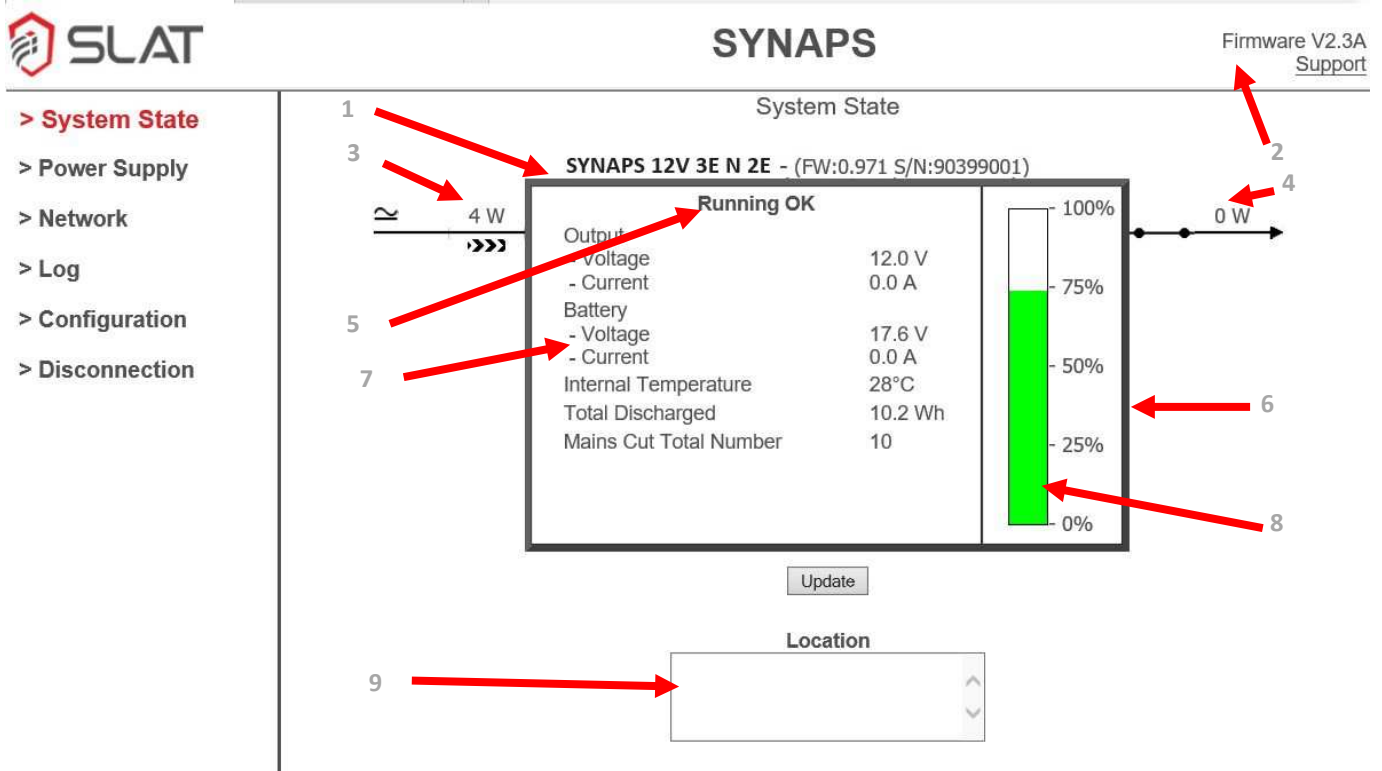 SLAT
SYNAPS
Firmware V2.3A
Support
> System State
> Power Supply
> Network
> Log
> Configuration
> Disconnection
System State
1
3
2
4
SYNAPS 12V 3E N 2E - (FW:0.971 S/N:90399001)
4 W
0 W
Running OK
Output
- Voltage 12.0 V
- Current 0.0 A
Battery
- Voltage 17.6 V
- Current 0.0 A
Internal Temperature 28°C
Total Discharged 10.2 Wh
Mains Cut Total Number 10
100%
75%
50%
25%
0%
5
7
6
8
Update
Location
9